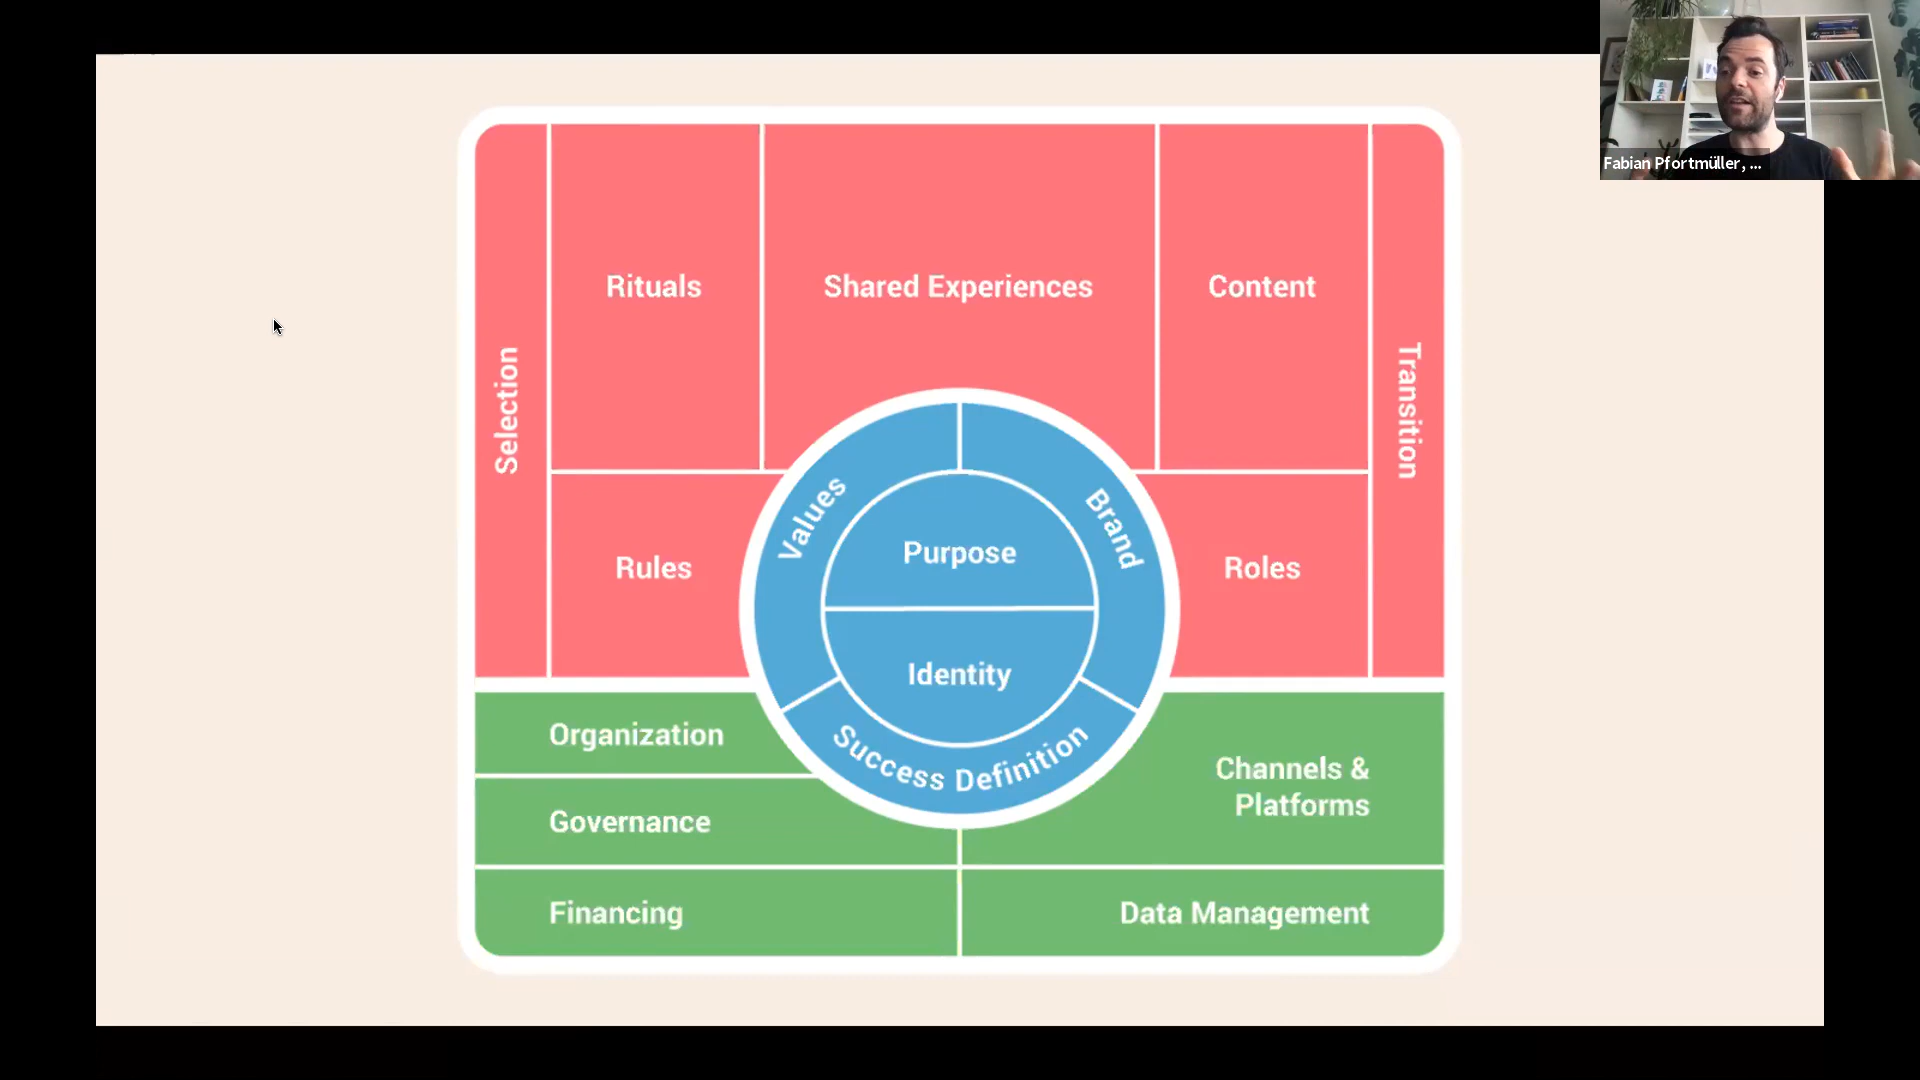 Fabian Pfortmüller, ...
Selection
Rituals
Shared Experiences
Content
Transition
Rules
Roles
Values
Brand
Purpose
Identity
Success Definition
Organization
Governance
Financing
Channels &
Platforms
Data Management